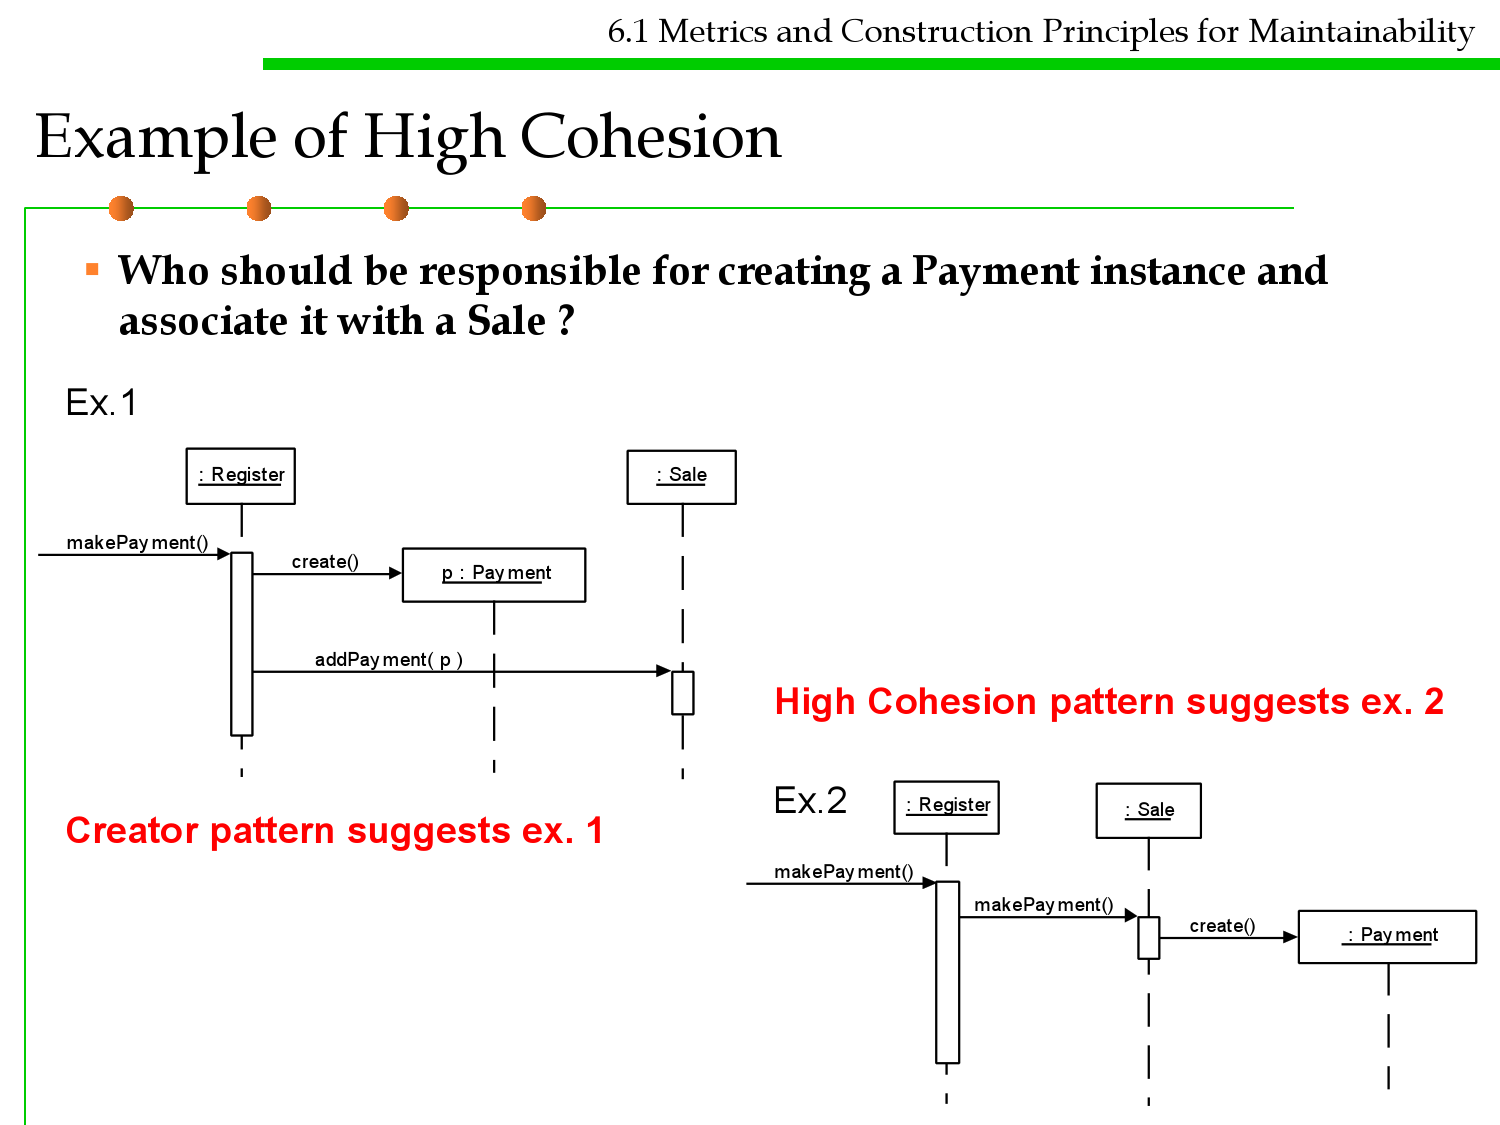 6.1 Metrics and Construction Principles for Maintainability
Example of High Cohesion
Who should be responsible for creating a Payment instance and
associate it with a Sale ?
Ex.1
: Register
: Sale
makePayment()
create()
p : Payment
addPayment( p )
Creator pattern suggests ex. 1
High Cohesion pattern suggests ex. 2
Ex.2
: Register
: Sale
makePayment()
makePayment()
create()
: Payment